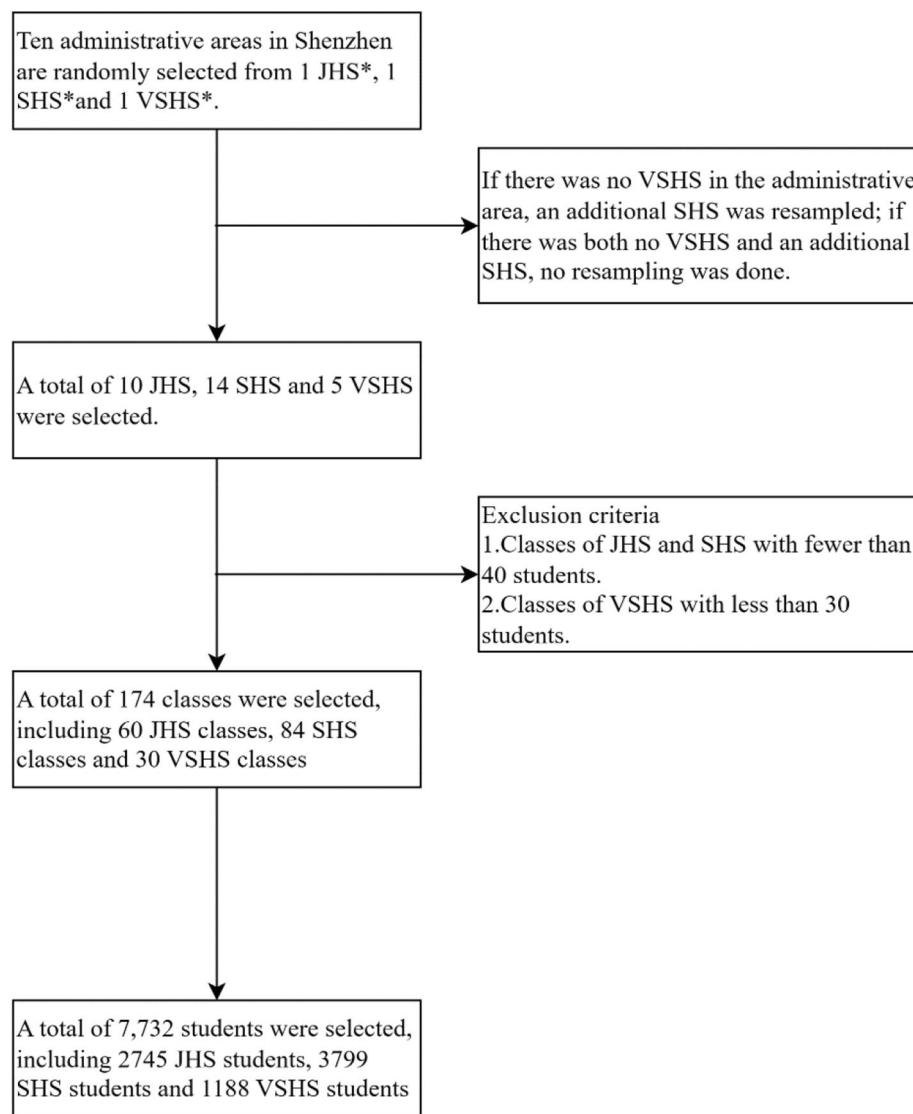 Ten administrative areas in Shenzhen
are randomly selected from 1 JHS*, 1
SHS*and 1 VSHS*.
If there was no VSHS in the administrative
area, an additional SHS was resampled; if
there was both no VSHS and an additional
SHS, no resampling was done.
A total of 10 JHS, 14 SHS and 5 VSHS
were selected.
Exclusion criteria
1.Classes of JHS and SHS with fewer than
40 students.
2.Classes of VSHS with less than 30
students.
A total of 174 classes were selected,
including 60 JHS classes, 84 SHS
classes and 30 VSHS classes
A total of 7,732 students were selected,
including 2745 JHS students, 3799
SHS students and 1188 VSHS students